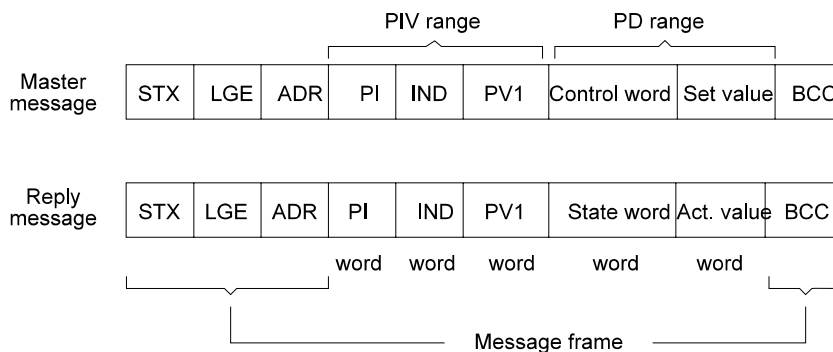 PIV range PD range
Master message
STX LGE ADR PI IND PV1 Control word Set value BCC
Reply message
STX LGE ADR PI IND PV1 State word Act. value BCC
word word word word word
Message frame